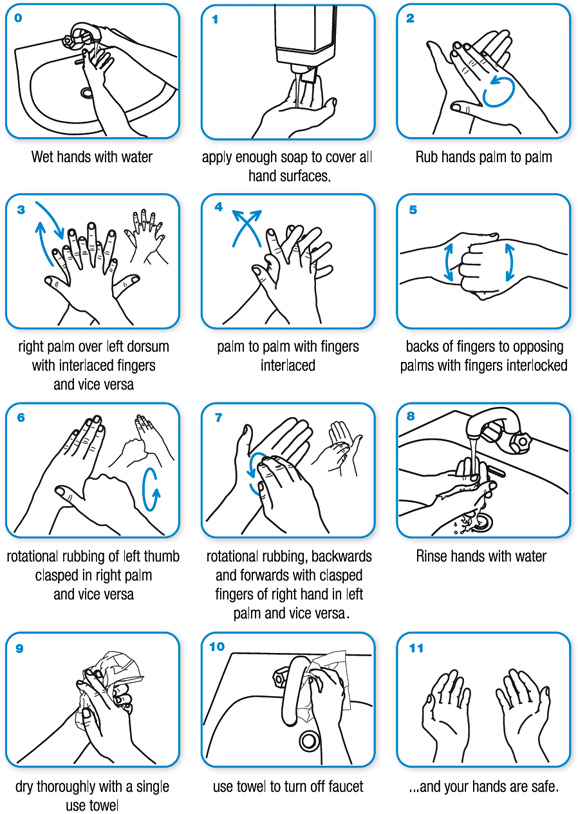 0
Wet hands with water
1
apply enough soap to cover all
hand surfaces.
2
Rub hands palm to palm
3
right palm over left dorsum
with interlaced fingers
and vice versa
4
palm to palm with fingers
interlaced
5
backs of fingers to opposing
palms with fingers interlocked
6
rotational rubbing of left thumb
clasped in right palm
and vice versa
7
rotational rubbing, backwards
and forwards with clasped
fingers of right hand in left
palm and vice versa.
8
Rinse hands with water
9
dry thoroughly with a single
use towel
10
use towel to turn off faucet
11
...and your hands are safe.